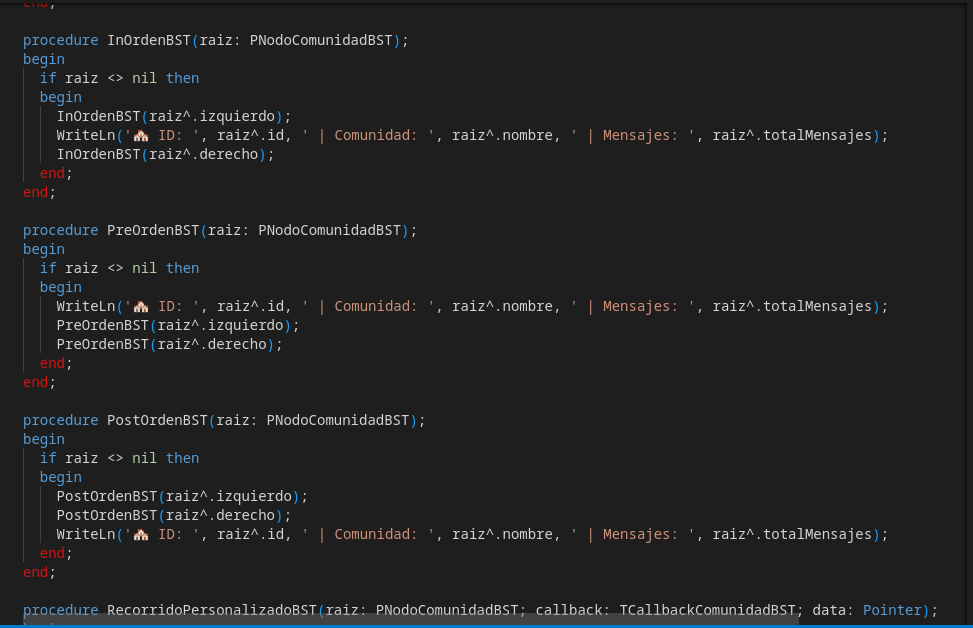 end;
procedure InOrdenBST(raiz: PNodoComunidadBST);
begin
  if raiz <> nil then
  begin
    InOrdenBST(raiz^.izquierdo);
    WriteLn('🏘️ ID: ', raiz^.id, ' | Comunidad: ', raiz^.nombre, ' | Mensajes: ', raiz^.totalMensajes);
    InOrdenBST(raiz^.derecho);
  end;
end;
procedure PreOrdenBST(raiz: PNodoComunidadBST);
begin
  if raiz <> nil then
  begin
    WriteLn('🏘️ ID: ', raiz^.id, ' | Comunidad: ', raiz^.nombre, ' | Mensajes: ', raiz^.totalMensajes);
    PreOrdenBST(raiz^.izquierdo);
    PreOrdenBST(raiz^.derecho);
  end;
end;
procedure PostOrdenBST(raiz: PNodoComunidadBST);
begin
  if raiz <> nil then
  begin
    PostOrdenBST(raiz^.izquierdo);
    PostOrdenBST(raiz^.derecho);
    WriteLn('🏘️ ID: ', raiz^.id, ' | Comunidad: ', raiz^.nombre, ' | Mensajes: ', raiz^.totalMensajes);
  end;
end;
procedure RecorridoPersonalizadoBST(raiz: PNodoComunidadBST; callback: TCallbackComunidadBST; data: Pointer);